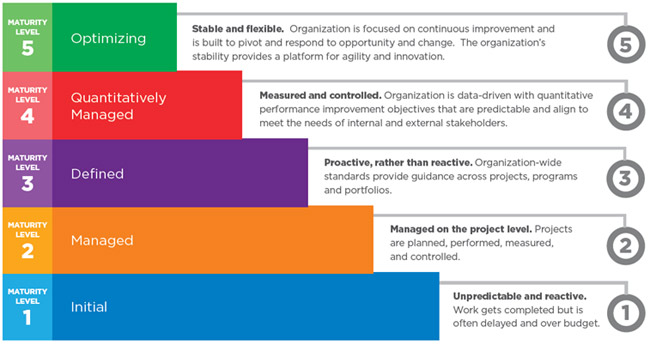 MATURITY
LEVEL
5
Optimizing
Stable and flexible. Organization is focused on continuous improvement and
is built to pivot and respond to opportunity and change. The organization's
stability provides a platform for agility and innovation.
5
MATURITY
LEVEL
4
Quantitatively
Managed
Measured and controlled. Organization is data-driven with quantitative
performance improvement objectives that are predictable and align to
meet the needs of internal and external stakeholders.
4
MATURITY
LEVEL
3
Defined
Proactive, rather than reactive. Organization-wide
standards provide guidance across projects, programs
and portfolios.
3
MATURITY
LEVEL
2
Managed
Managed on the project level. Projects
are planned, performed, measured,
and controlled.
2
MATURITY
LEVEL
1
Initial
Unpredictable and reactive.
Work gets completed but is
often delayed and over budget.
1